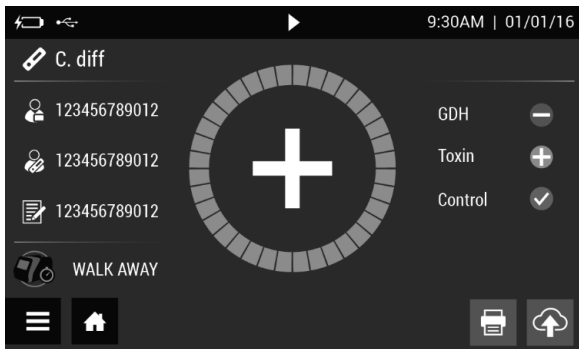 9:30AM | 01/01/16
C. diff
123456789012
123456789012
123456789012
WALK AWAY
GDH
Toxin
Control